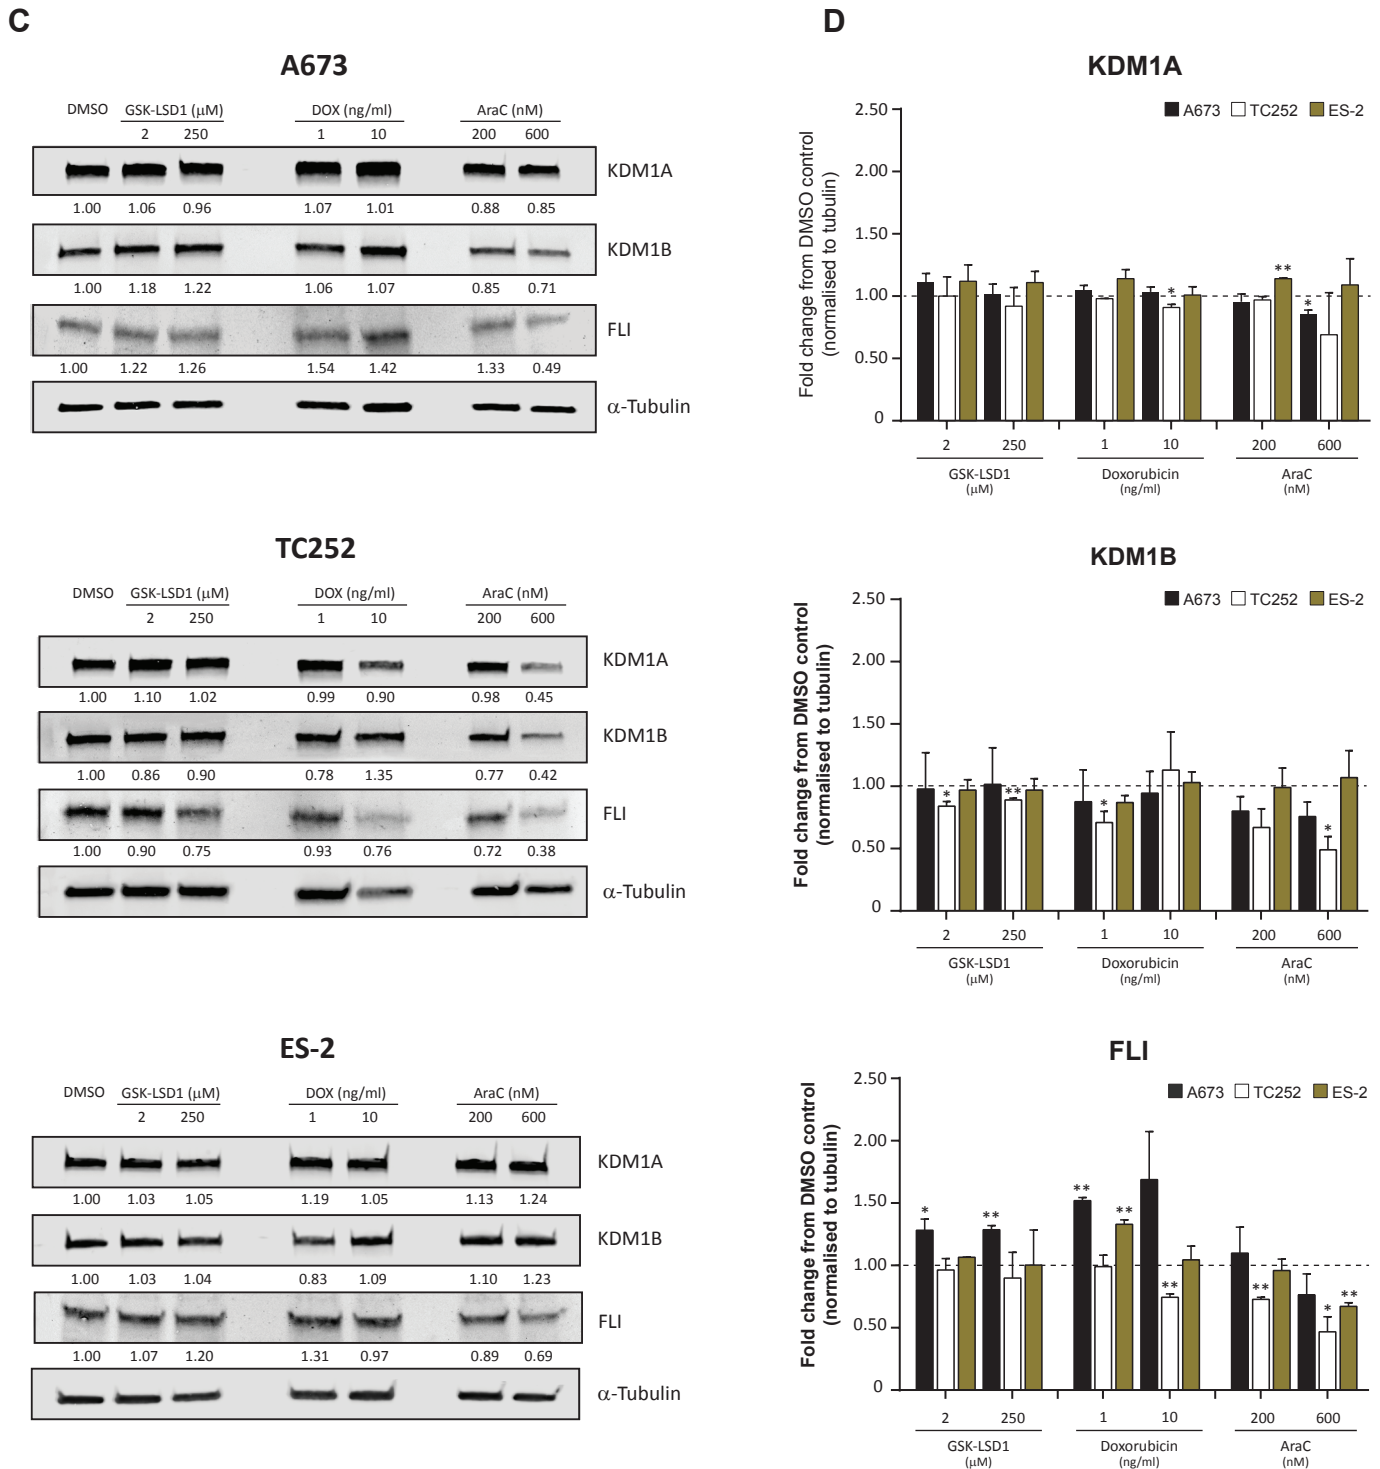 C
A673
DMSO GSK-LSD1 (μM) DOX (ng/ml) AraC (nM)
2 250 1 10 200 600
KDM1A
1.00 1.06 0.96 1.07 1.01 0.88 0.85
KDM1B
1.00 1.18 1.22 1.06 1.07 0.85 0.71
FLI
1.00 1.22 1.26 1.54 1.42 1.33 0.49
α-Tubulin
TC252
DMSO GSK-LSD1 (μM) DOX (ng/ml) AraC (nM)
2 250 1 10 200 600
KDM1A
1.00 1.10 1.02 0.99 0.90 0.98 0.45
KDM1B
1.00 0.86 0.90 0.78 1.35 0.77 0.42
FLI
1.00 0.90 0.75 0.93 0.76 0.72 0.38
α-Tubulin
ES-2
DMSO GSK-LSD1 (μM) DOX (ng/ml) AraC (nM)
2 250 1 10 200 600
KDM1A
1.00 1.03 1.05 1.19 1.05 1.13 1.24
KDM1B
1.00 1.03 1.04 0.83 1.09 1.10 1.23
FLI
1.00 1.07 1.20 1.31 0.97 0.89 0.69
α-Tubulin
D
KDM1A
A673 TC252 ES-2
Fold change from DMSO control
(normalised to tubulin)
2.50
2.00
1.50
1.00
0.50
0
* ** *
2 250 1 10 200 600
GSK-LSD1 Doxorubicin AraC
(μM) (ng/ml) (nM)
KDM1B
A673 TC252 ES-2
Fold change from DMSO control
(normalised to tubulin)
2.50
2.00
1.50
1.00
0.50
0
* ** * *
2 250 1 10 200 600
GSK-LSD1 Doxorubicin AraC
(μM) (ng/ml) (nM)
FLI
A673 TC252 ES-2
Fold change from DMSO control
(normalised to tubulin)
2.50
2.00
1.50
1.00
0.50
0
* ** ** ** ** ** * **
2 250 1 10 200 600
GSK-LSD1 Doxorubicin AraC
(μM) (ng/ml) (nM)